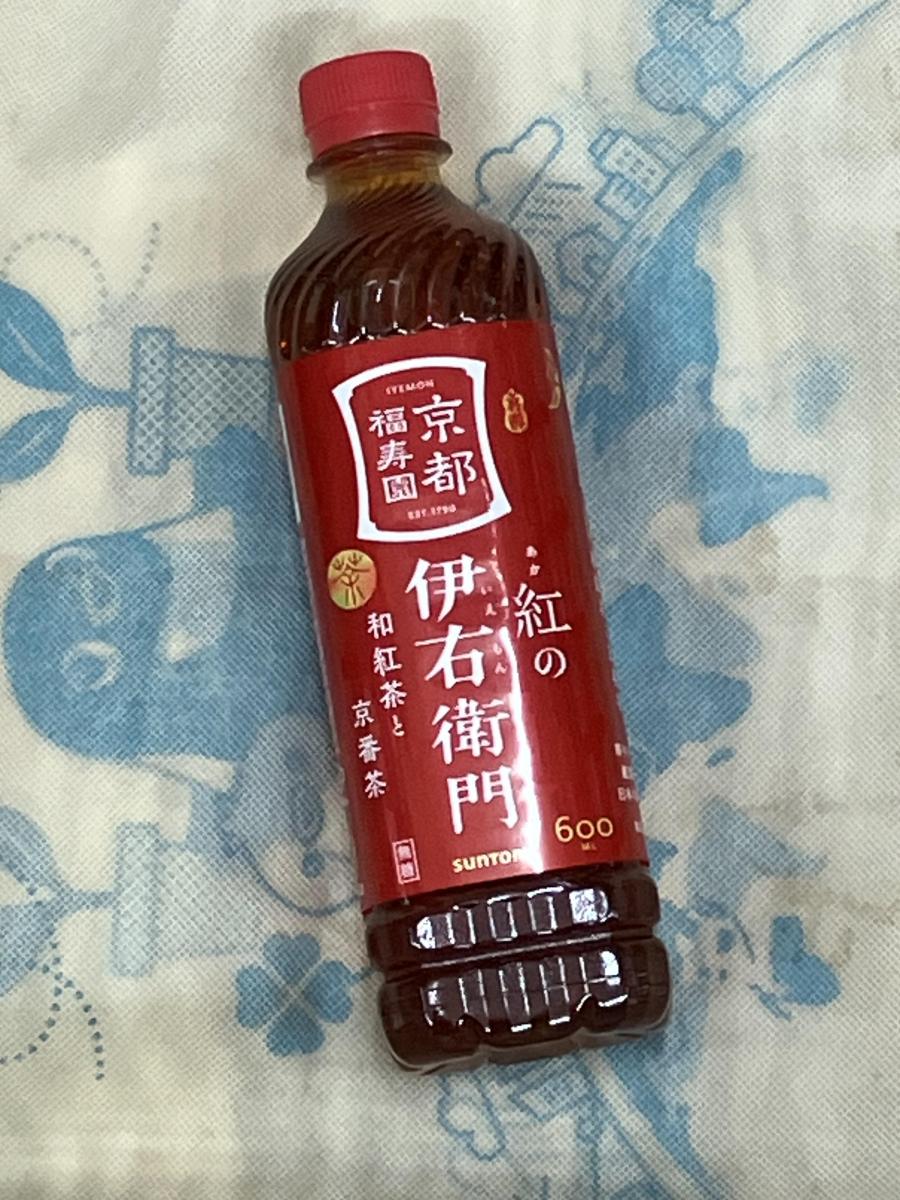 IYEMON
京都
福寿園
EST.1790
あか
紅の
いえもん
伊右衛門
茶
和紅茶と
京番茶
無糖
600
ML